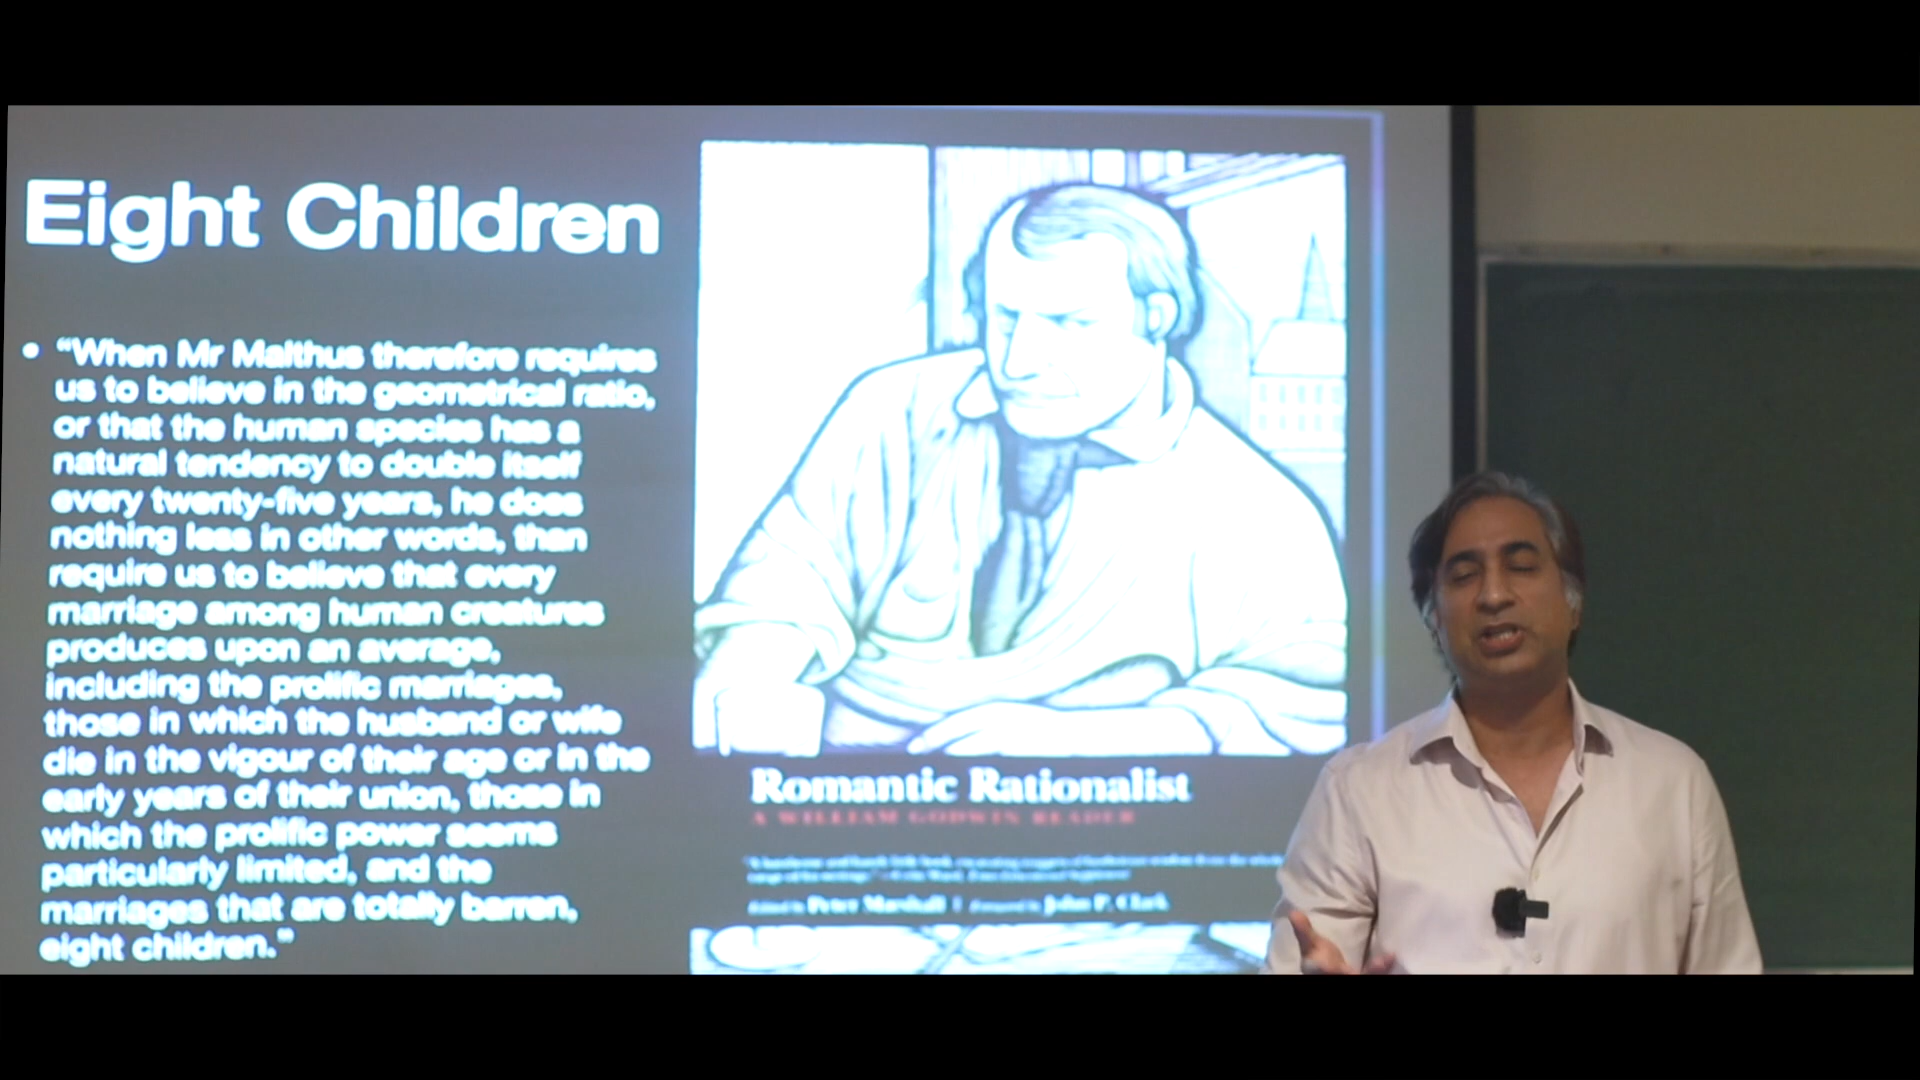 Eight Children
• “When Mr Malthus therefore requires
us to believe in the geometrical ratio,
or that the human species has a
natural tendency to double itself
every twenty-five years, he does
nothing less in other words, than
require us to believe that every
marriage among human creatures
produces upon an average,
including the prolific marriages,
those in which the husband or wife
die in the vigour of their age or in the
early years of their union, those in
which the prolific power seems
particularly limited, and the
marriages that are totally barren,
eight children.”
Romantic Rationalist
A WILLIAM GODWIN READER
Edited by Peter Marshall | Foreword by John P. Clark